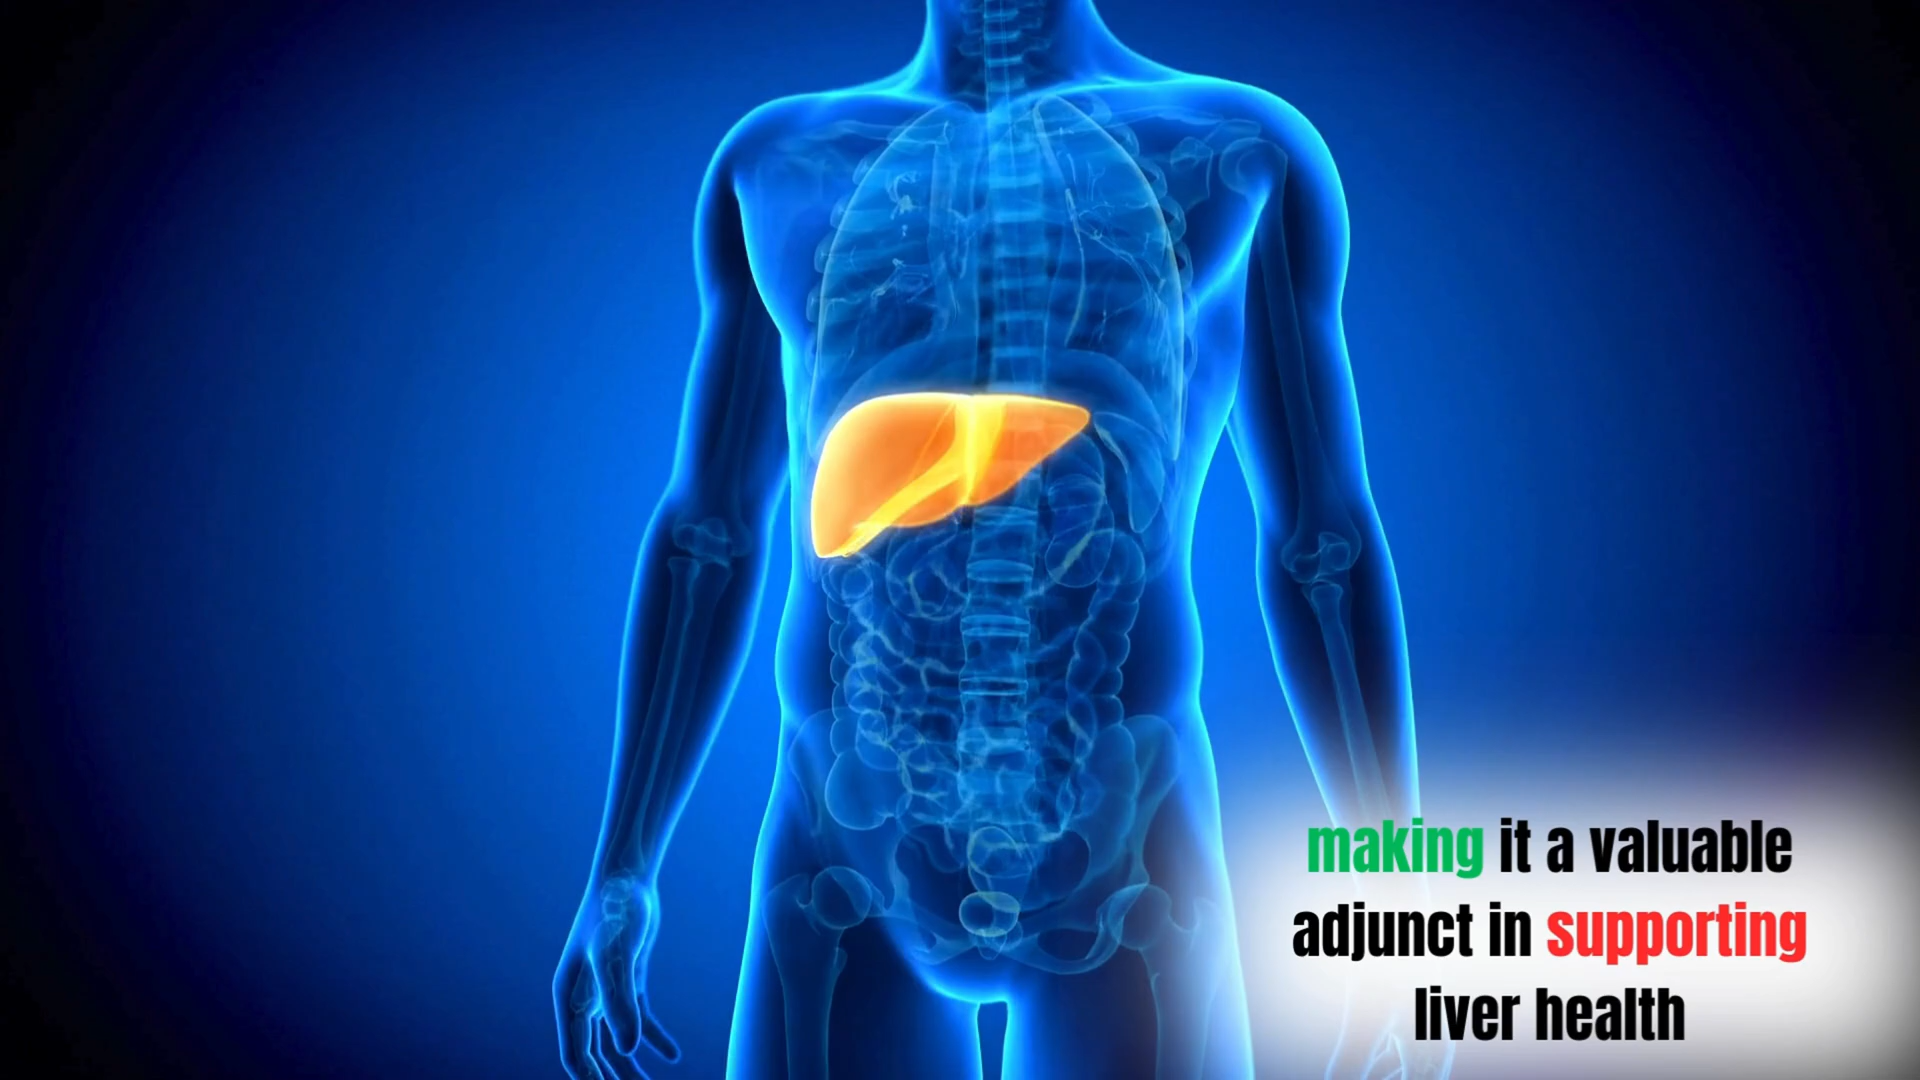 making it a valuable
adjunct in supporting
liver health